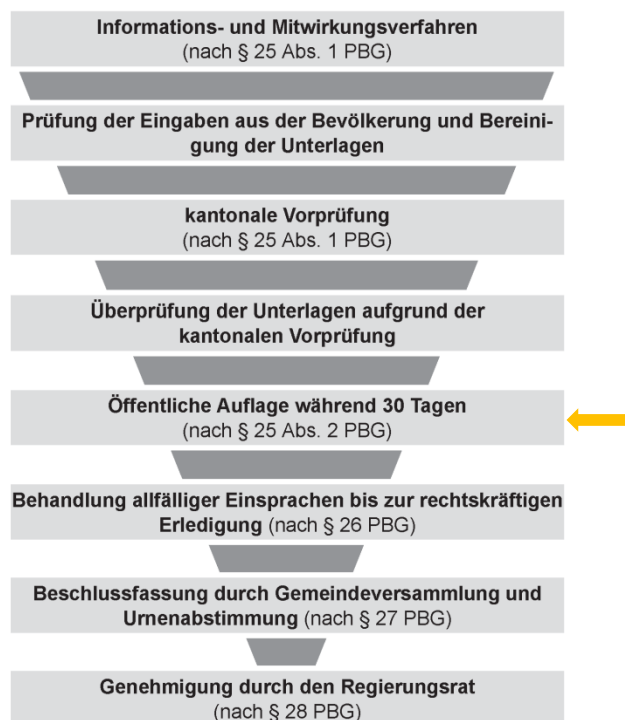 Informations- und Mitwirkungsverfahren
(nach § 25 Abs. 1 PBG)
Prüfung der Eingaben aus der Bevölkerung und Bereini-
gung der Unterlagen
kantonale Vorprüfung
(nach § 25 Abs. 1 PBG)
Überprüfung der Unterlagen aufgrund der
kantonalen Vorprüfung
Öffentliche Auflage während 30 Tagen
(nach § 25 Abs. 2 PBG)
Behandlung allfälliger Einsprachen bis zur rechtskräftigen
Erledigung (nach § 26 PBG)
Beschlussfassung durch Gemeindeversammlung und
Urnenabstimmung (nach § 27 PBG)
Genehmigung durch den Regierungsrat
(nach § 28 PBG)